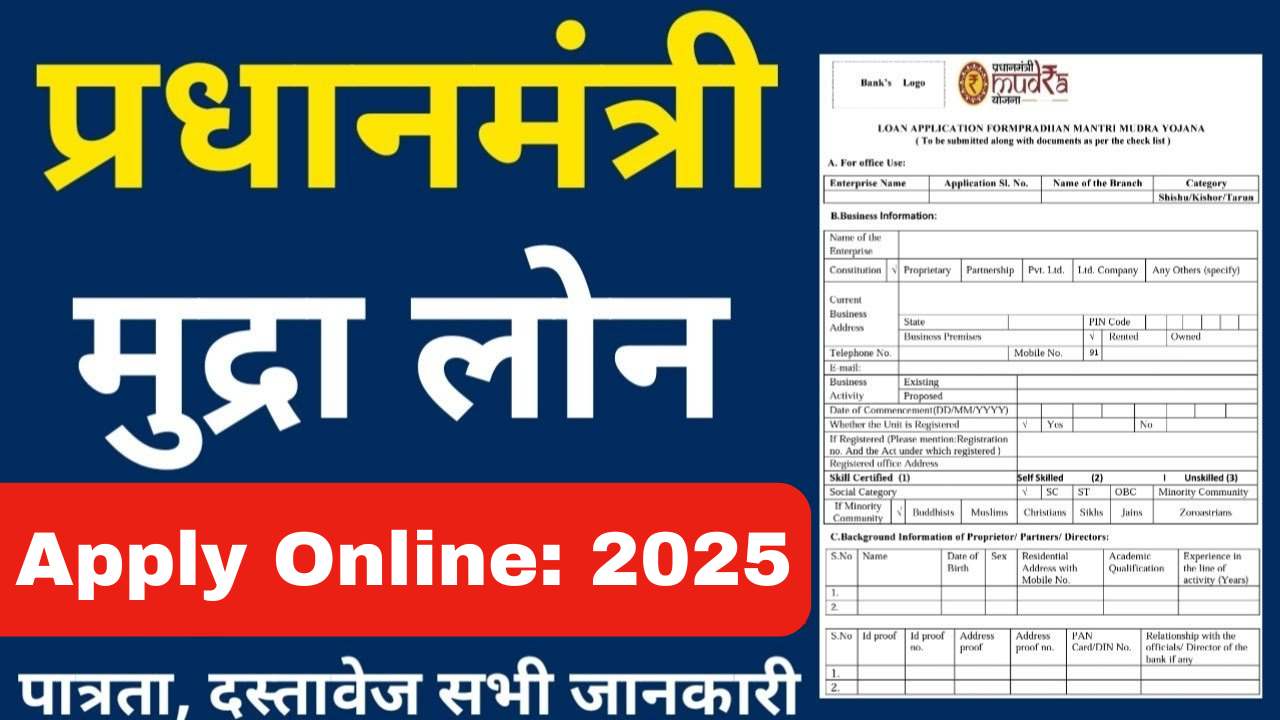 प्रधानमंत्री
मुद्रा लोन
Apply Online: 2025
पात्रता, दस्तावेज सभी जानकारी
Bank's Logo
प्रधानमंत्री
mudRa
योजना
LOAN APPLICATION FORMPRADHAN MANTRI MUDRA YOJANA
( To be submitted along with documents as per the check list )
A. For office Use:
Enterprise Name Application Sl. No. Name of the Branch Category
Shishu/Kishor/Tarun
B.Business Information:
Name of the
Enterprise
Constitution √ Proprietary Partnership Pvt. Ltd. Ltd. Company Any Others (specify)
Current
Business
Address
State PIN Code
Business Premises √ Rented Owned
Telephone No. Mobile No. 91
E-mail:
Business Existing
Activity Proposed
Date of Commencement(DD/MM/YYYY)
Whether the Unit is Registered √ Yes No
If Registered (Please mention:Registration
no. And the Act under which registered )
Registered office Address
Skill Certified (1) Self Skilled (2) Unskilled (3)
Social Category √ SC ST OBC Minority Community
If Minority
Community √ Buddhists Muslims Christians Sikhs Jains Zoroastrians
C.Background Information of Proprietor/ Partners/ Directors:
S.No Name Date of Sex Residential Academic Experience in
Birth Address with Qualification the line of
Mobile No. activity (Years)
1.
2.
S.No Id proof Id proof Address Address PAN Relationship with the
no. proof proof no. Card/DIN No. officials/ Director of the
bank if any
1.
2.